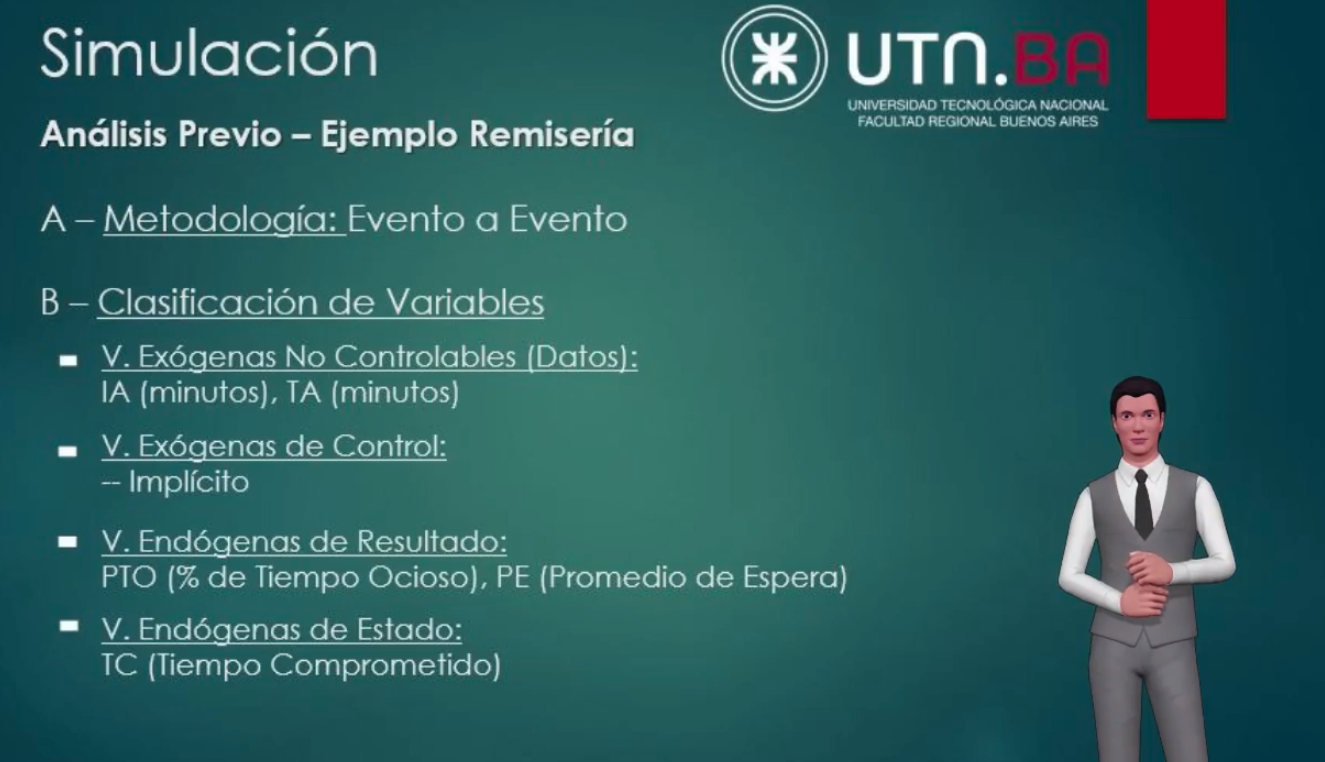 Simulación
UTN.BA
UNIVERSIDAD TECNOLÓGICA NACIONAL
FACULTAD REGIONAL BUENOS AIRES
Análisis Previo – Ejemplo Remisería
A – Metodología: Evento a Evento
B – Clasificación de Variables
V. Exógenas No Controlables (Datos):
IA (minutos), TA (minutos)
V. Exógenas de Control:
-- Implícito
V. Endógenas de Resultado:
PTO (% de Tiempo Ocioso), PE (Promedio de Espera)
V. Endógenas de Estado:
TC (Tiempo Comprometido)